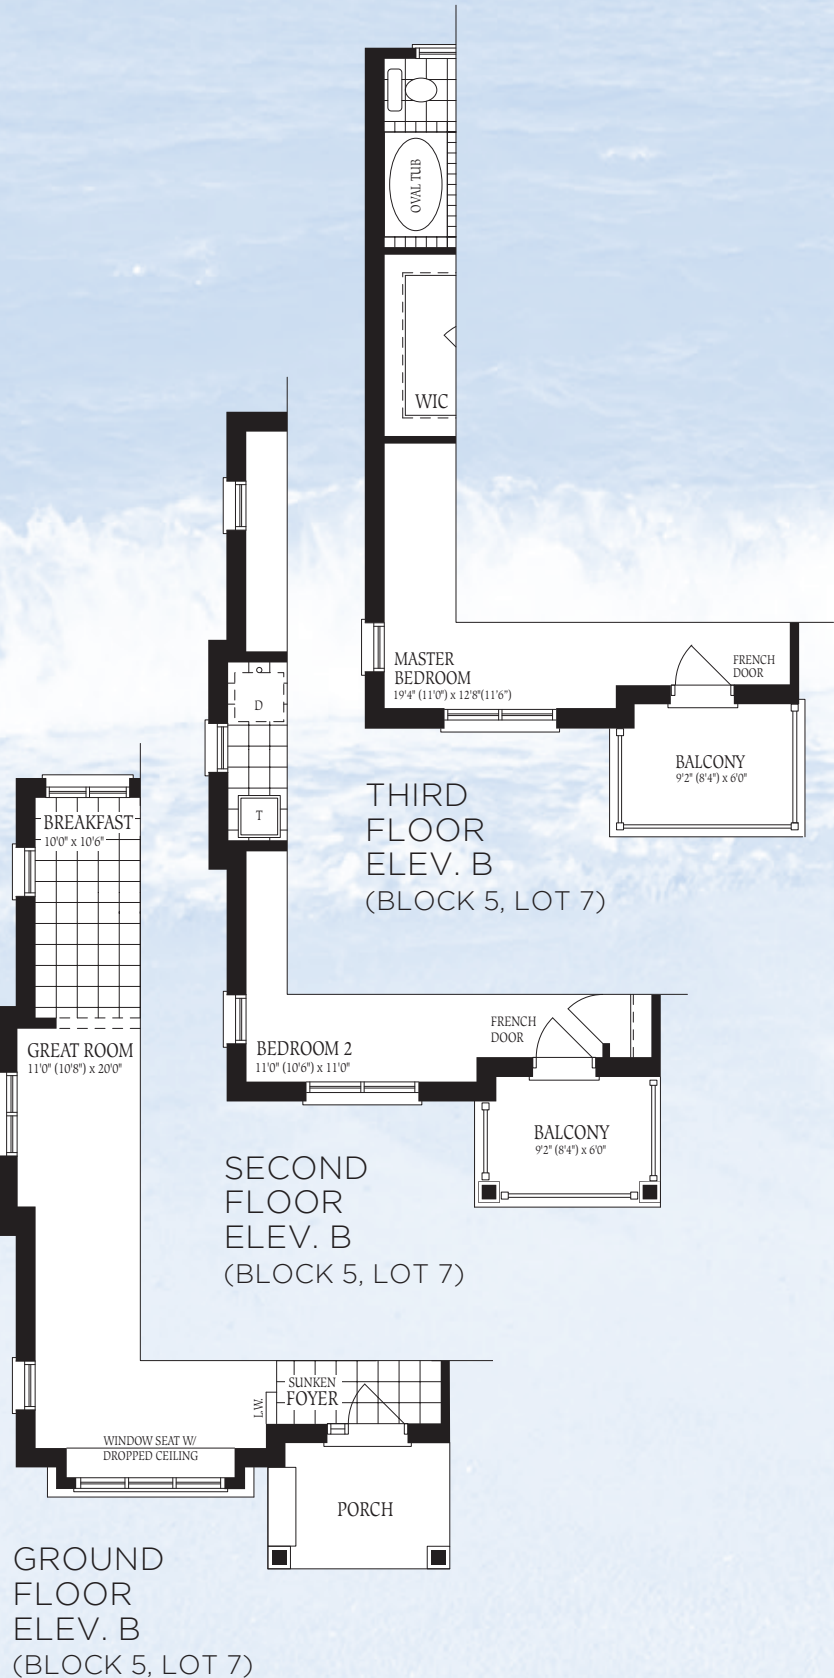 OVAL TUB
WIC
MASTER
BEDROOM
19'4" (11'0") x 12'8"(11'6")
FRENCH
DOOR
BALCONY
9'2" (8'4") x 6'0"
THIRD
FLOOR
ELEV. B
(BLOCK 5, LOT 7)
D
T
BEDROOM 2
11'0" (10'6") x 11'0"
FRENCH
DOOR
BALCONY
9'2" (8'4") x 6'0"
SECOND
FLOOR
ELEV. B
(BLOCK 5, LOT 7)
BREAKFAST
10'0" x 10'6"
GREAT ROOM
11'0" (10'8") x 20'0"
SUNKEN
FOYER
L.W.
WINDOW SEAT W/
DROPPED CEILING
PORCH
GROUND
FLOOR
ELEV. B
(BLOCK 5, LOT 7)